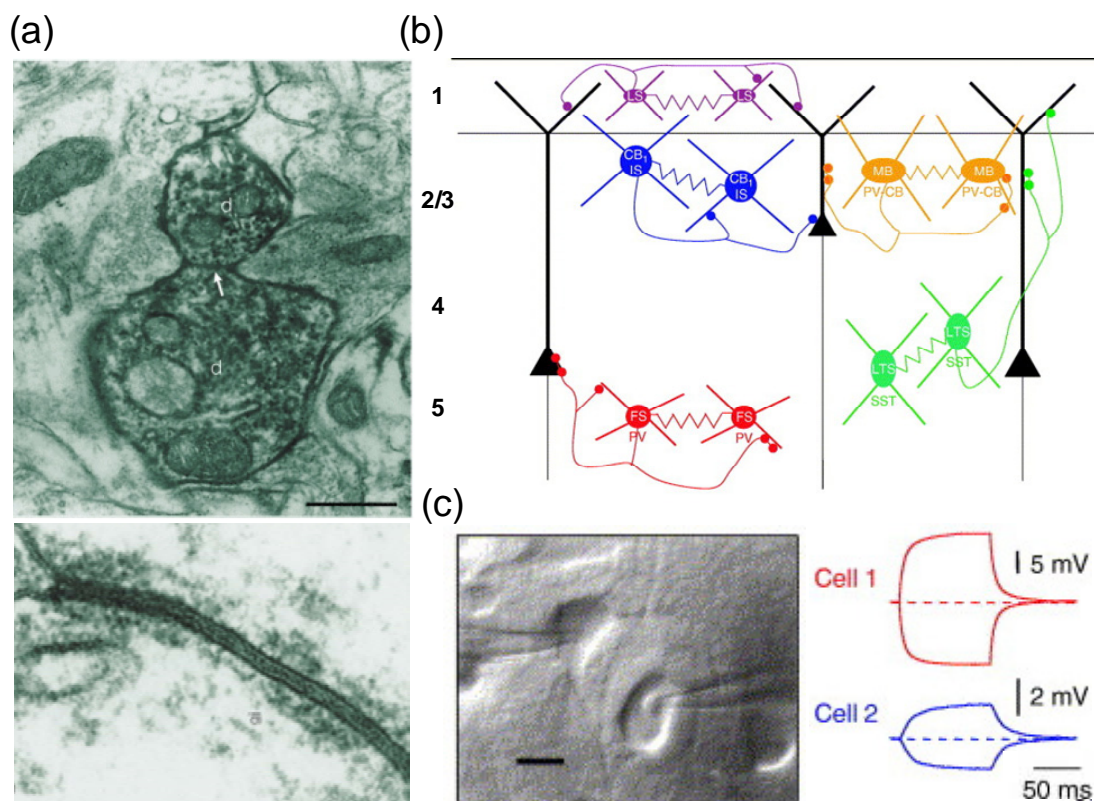 (a)
d
d
(b)
1
2/3
4
5
LS
LS
CB1
IS
CB1
IS
MB
PV-CB
MB
PV-CB
LTS
SST
LTS
SST
FS
PV
FS
PV
(c)
Cell 1
5 mV
Cell 2
2 mV
50 ms